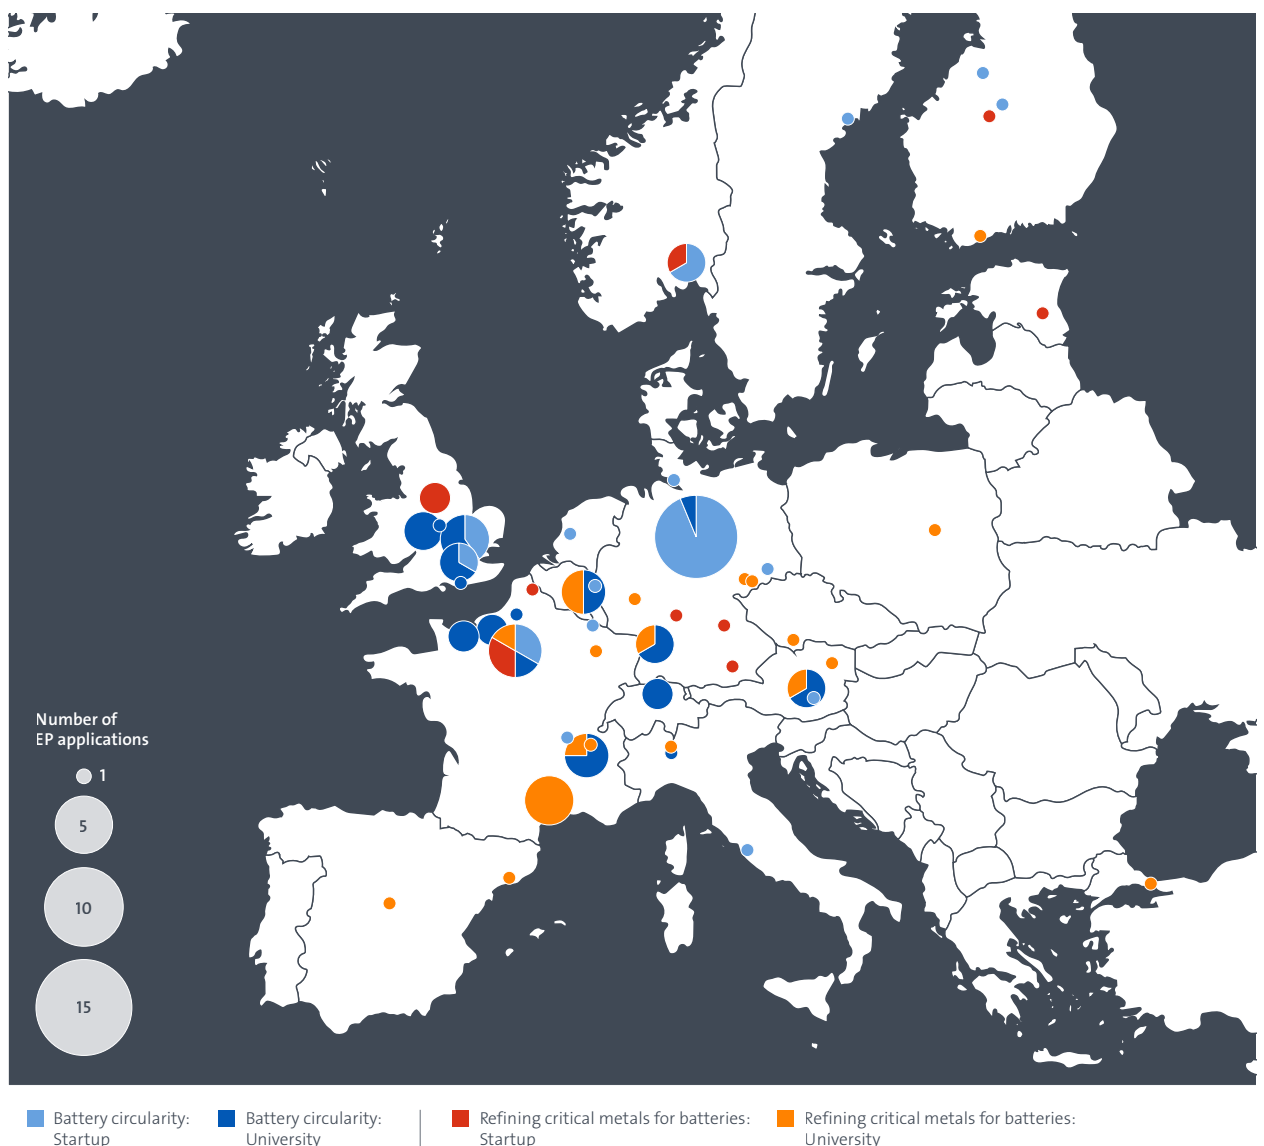 Number of
EP applications
1
5
10
15
Battery circularity:
Startup
Battery circularity:
University
Refining critical metals for batteries:
Startup
Refining critical metals for batteries:
University